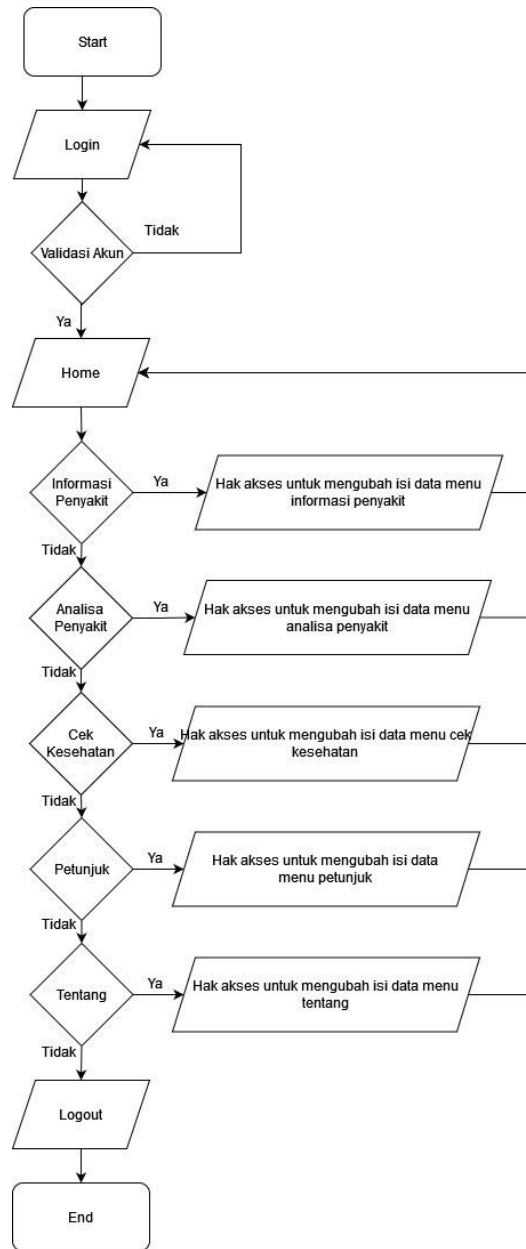 Start
Login
Tidak
Validasi Akun
Ya
Home
Informasi
Penyakit
Ya
Hak akses untuk mengubah isi data menu
informasi penyakit
Tidak
Analisa
Penyakit
Ya
Hak akses untuk mengubah isi data menu
analisa penyakit
Tidak
Cek
Kesehatan
Ya
Hak akses untuk mengubah isi data menu cek
kesehatan
Tidak
Petunjuk
Ya
Hak akses untuk mengubah isi data
menu petunjuk
Tidak
Tentang
Ya
Hak akses untuk mengubah isi data menu
tentang
Tidak
Logout
End